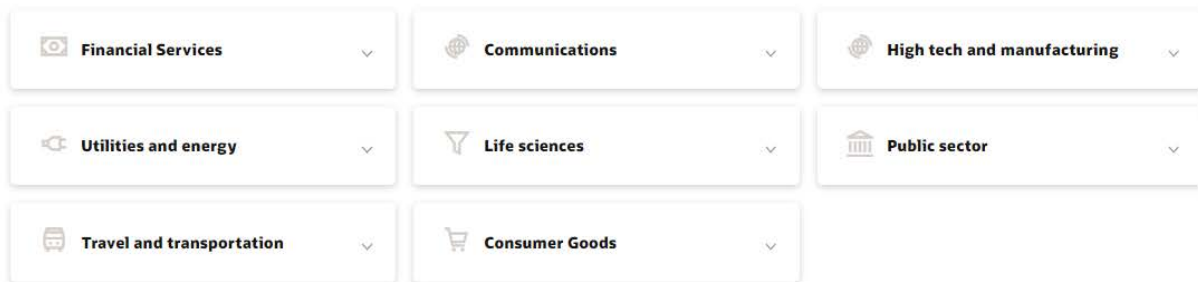 Financial Services
Communications
High tech and manufacturing
Utilities and energy
Life sciences
Public sector
Travel and transportation
Consumer Goods